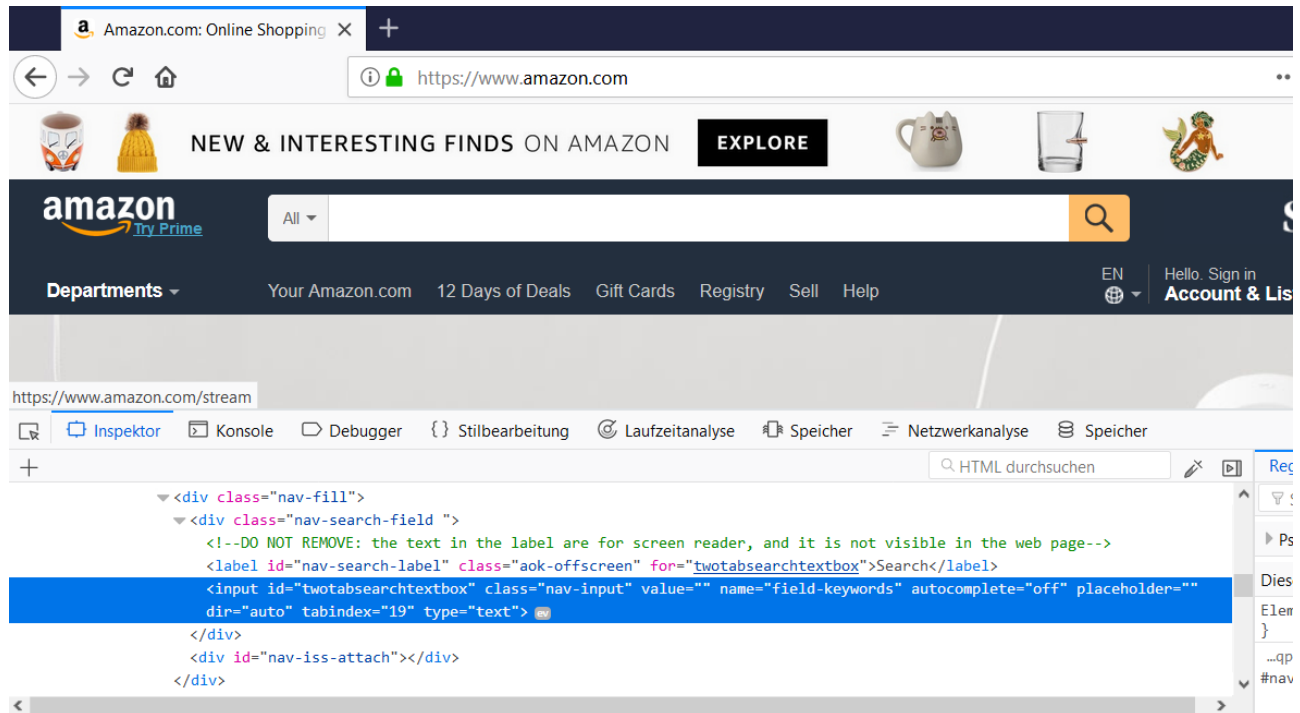 Amazon.com: Online Shopping
https://www.amazon.com
NEW & INTERESTING FINDS ON AMAZON EXPLORE
amazon
Try Prime
All
Departments
Your Amazon.com 12 Days of Deals Gift Cards Registry Sell Help
EN
Hello. Sign in
Account & Lis
https://www.amazon.com/stream
Inspektor Konsole Debugger {} Stilbearbeitung Laufzeitanalyse Speicher Netzwerkanalyse Speicher
HTML durchsuchen
Reg
<div class="nav-fill">
<div class="nav-search-field ">
<!--DO NOT REMOVE: the text in the label are for screen reader, and it is not visible in the web page-->
<label id="nav-search-label" class="aok-offscreen" for="twotabsearchtextbox">Search</label>
<input id="twotabsearchtextbox" class="nav-input" value="" name="field-keywords" autocomplete="off" placeholder=""
dir="auto" tabindex="19" type="text"> ev
</div>
<div id="nav-iss-attach"></div>
</div>
Ps
Dies
Elem
}
…qp
#nav